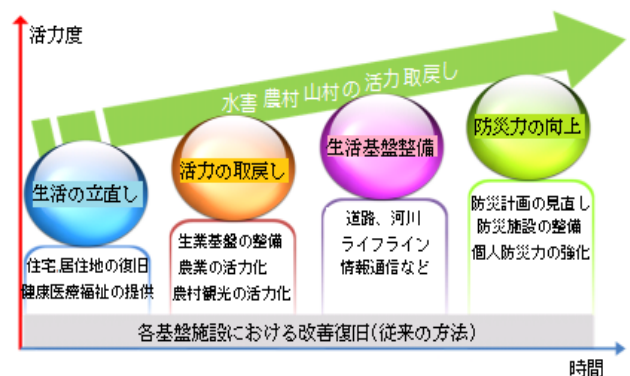 活力度
水害農村山村の活力取戻し
生活の立直し
住宅,居住地の復旧
健康医療福祉の提供
活力の取戻し
生業基盤の整備
農業の活力化
農村観光の活力化
生活基盤整備
道路、河川
ライフライン
情報通信など
防災力の向上
防災計画の見直し
防災施設の整備
個人防災力の強化
各基盤施設における改善復旧(従来の方法)
時間